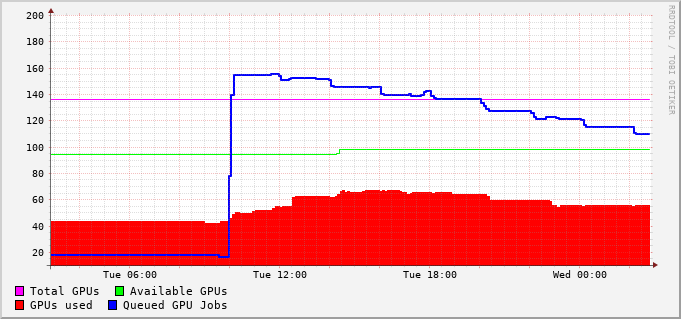 200
180
160
140
120
100
80
60
40
20
Tue 06:00 Tue 12:00 Tue 18:00 Wed 00:00
Total GPUs Available GPUs
GPUs used Queued GPU Jobs
RRDTOOL / TOBI OETIKER